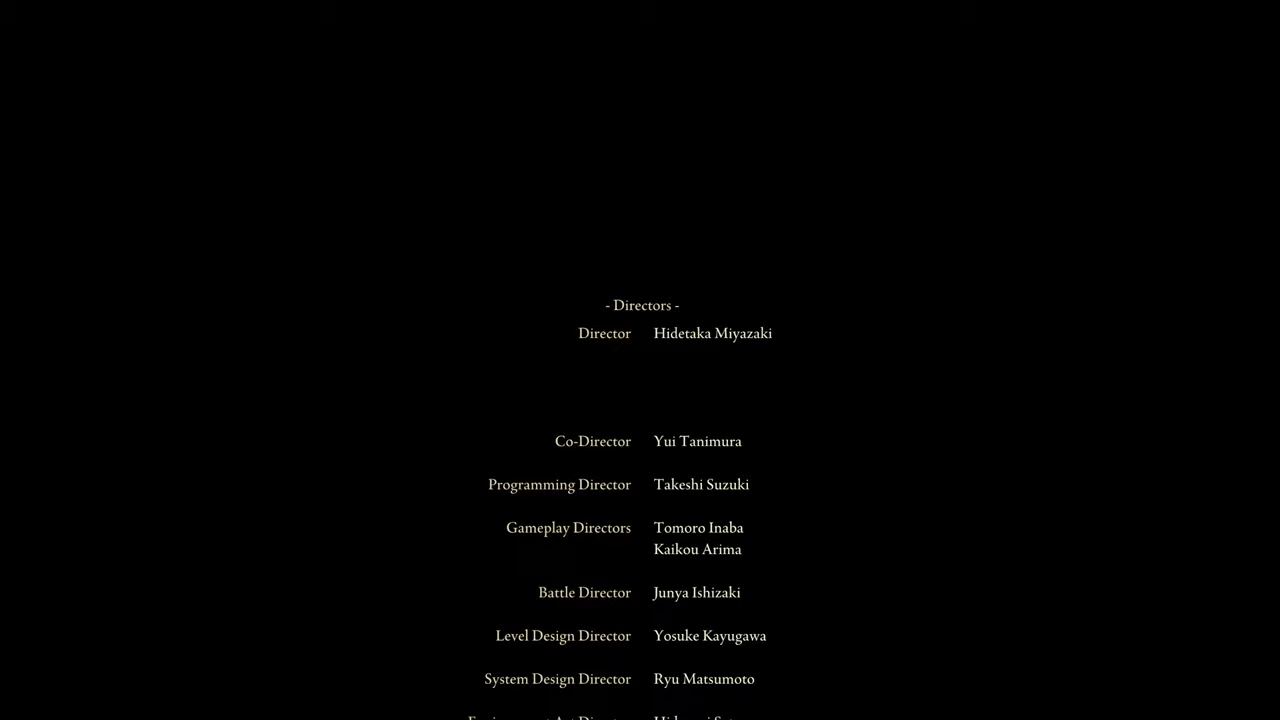 - Directors -
Director Hidetaka Miyazaki
Co-Director Yui Tanimura
Programming Director Takeshi Suzuki
Gameplay Directors Tomoro Inaba
Kaikou Arima
Battle Director Junya Ishizaki
Level Design Director Yosuke Kayugawa
System Design Director Ryu Matsumoto